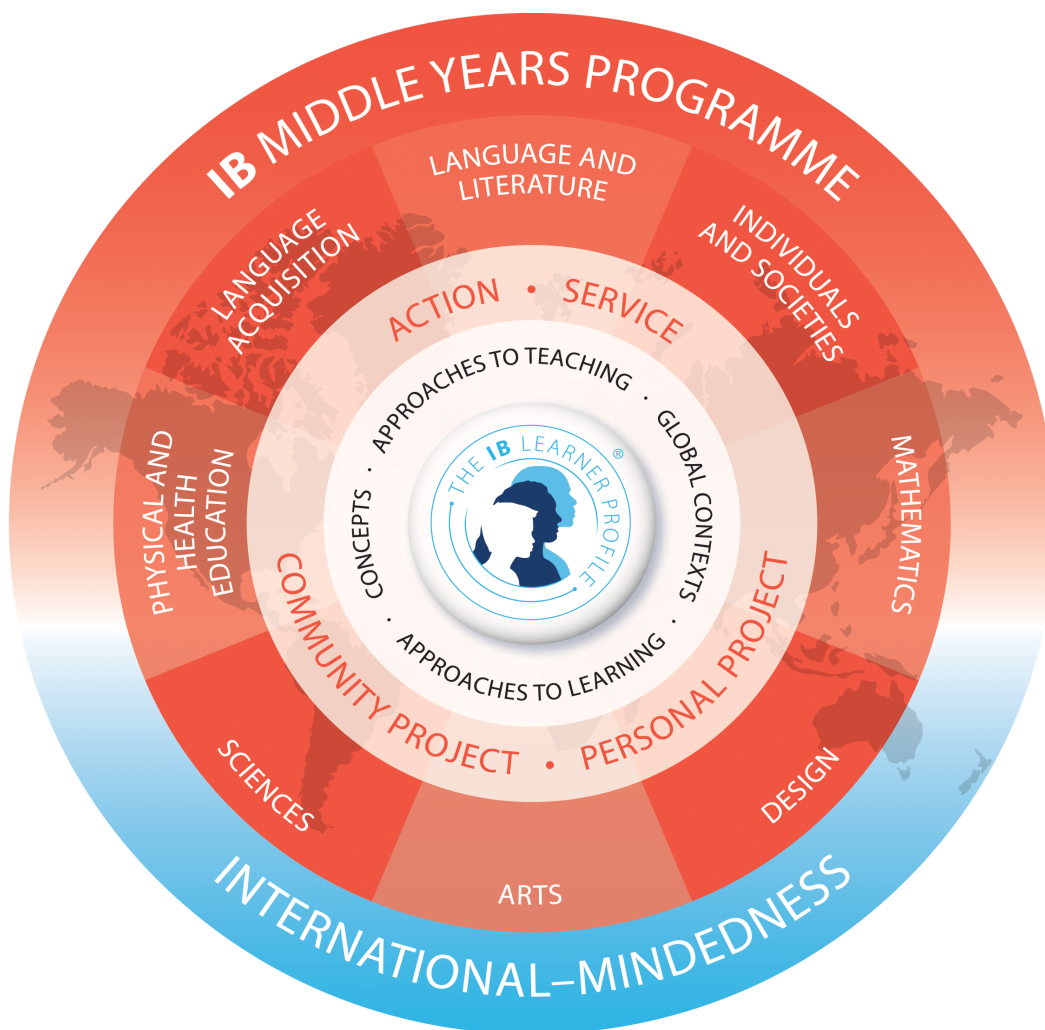 IB MIDDLE YEARS PROGRAMME
LANGUAGE AND
LITERATURE
INDIVIDUALS
AND SOCIETIES
MATHEMATICS
DESIGN
ARTS
SCIENCES
PHYSICAL AND
HEALTH
EDUCATION
LANGUAGE
ACQUISITION
ACTION • SERVICE
COMMUNITY PROJECT • PERSONAL PROJECT
APPROACHES TO TEACHING · GLOBAL CONTEXTS · APPROACHES TO LEARNING · CONCEPTS ·
• THE IB LEARNER PROFILE •
®
INTERNATIONAL–MINDEDNESS